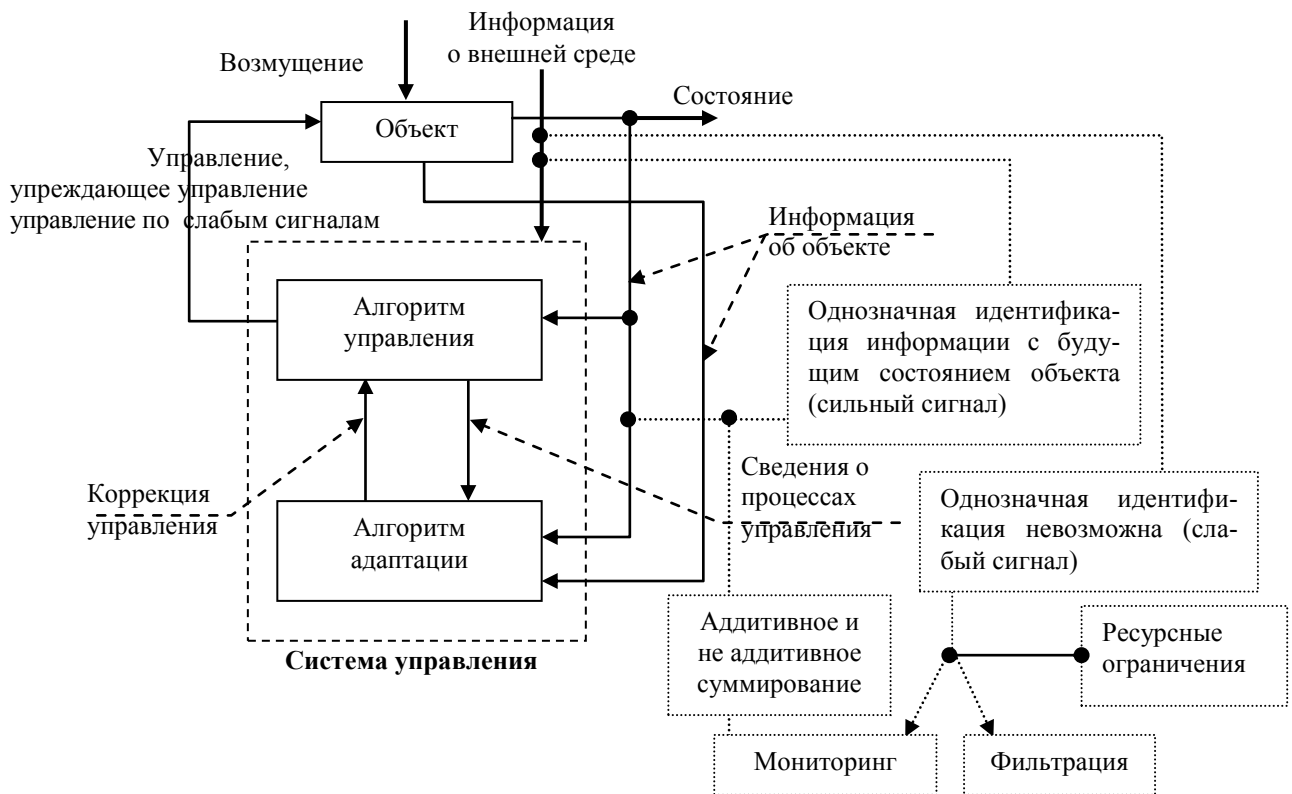 Информация
о внешней среде
Возмущение
Состояние
Объект
Управление,
упреждающее управление
управление по слабым сигналам
Информация
об объекте
Алгоритм
управления
Однозначная идентифика-
ция информации с буду-
щим состоянием объекта
(сильный сигнал)
Сведения о
процессах
управления
Коррекция
управления
Однозначная идентифи-
кация невозможна (сла-
бый сигнал)
Алгоритм
адаптации
Аддитивное и
не аддитивное
суммирование
Ресурсные
ограничения
Система управления
Мониторинг
Фильтрация